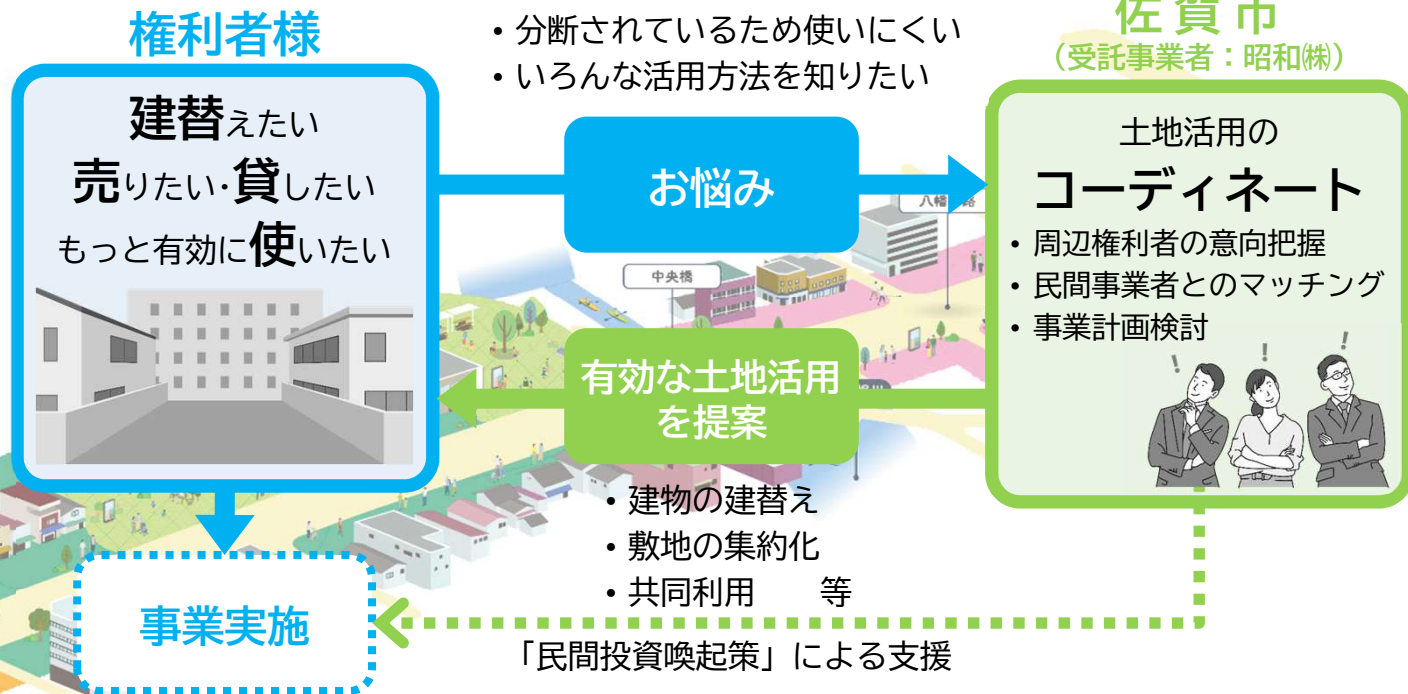 権利者様
建替えたい
売りたい・貸したい
もっと有効に使いたい
・分断されているため使いにくい
・いろんな活用方法を知りたい
お悩み
佐賀市
（受託事業者：昭和㈱）
土地活用の
コーディネート
・周辺権利者の意向把握
・民間事業者とのマッチング
・事業計画検討
中央橋
有効な土地活用
を提案
・建物の建替え
・敷地の集約化
・共同利用　等
事業実施
「民間投資喚起策」による支援